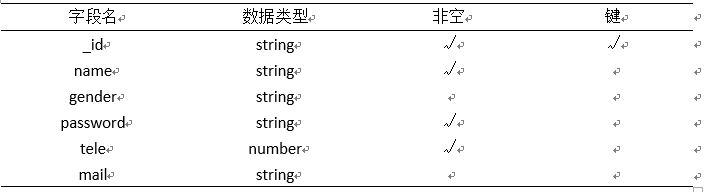 字段名 数据类型 非空 键
_id string √ √
name string √
gender string
password string √
tele number √
mail string